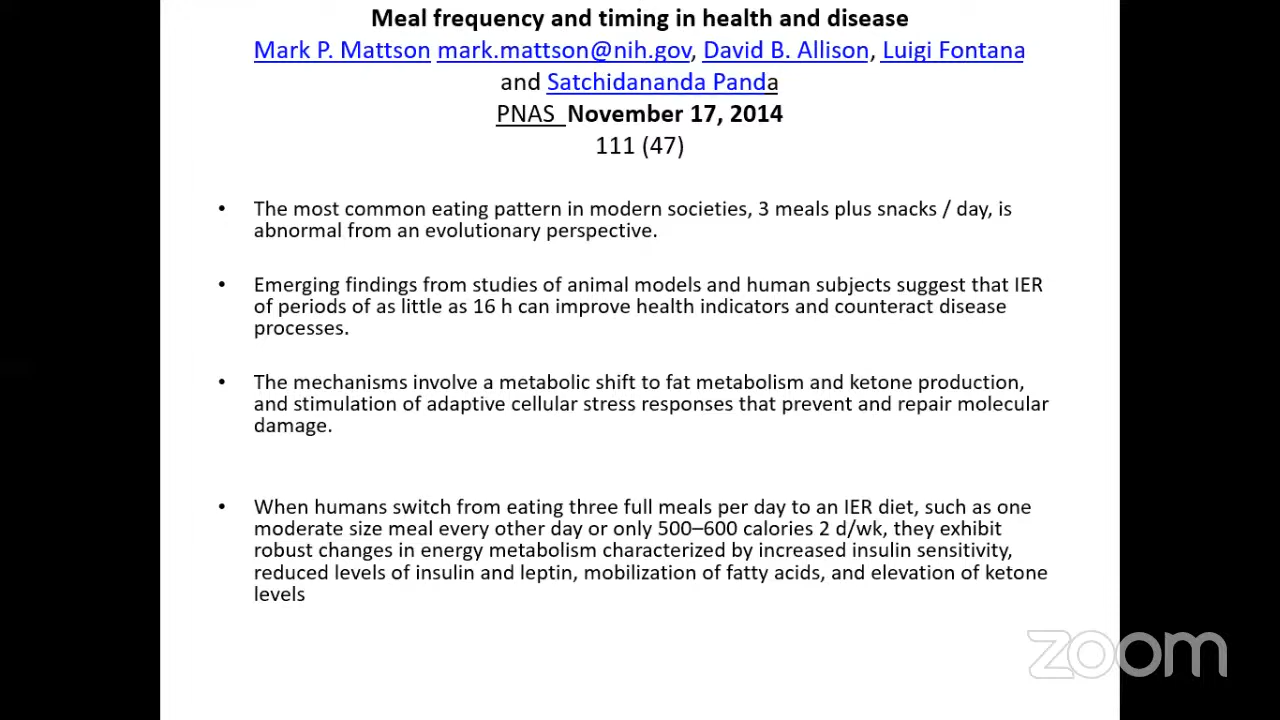 Meal frequency and timing in health and disease
Mark P. Mattson mark.mattson@nih.gov, David B. Allison, Luigi Fontana
and Satchidananda Panda
PNAS November 17, 2014
111 (47)
• The most common eating pattern in modern societies, 3 meals plus snacks / day, is
abnormal from an evolutionary perspective.
• Emerging findings from studies of animal models and human subjects suggest that IER
of periods of as little as 16 h can improve health indicators and counteract disease
processes.
• The mechanisms involve a metabolic shift to fat metabolism and ketone production,
and stimulation of adaptive cellular stress responses that prevent and repair molecular
damage.
• When humans switch from eating three full meals per day to an IER diet, such as one
moderate size meal every other day or only 500–600 calories 2 d/wk, they exhibit
robust changes in energy metabolism characterized by increased insulin sensitivity,
reduced levels of insulin and leptin, mobilization of fatty acids, and elevation of ketone
levels
zoom